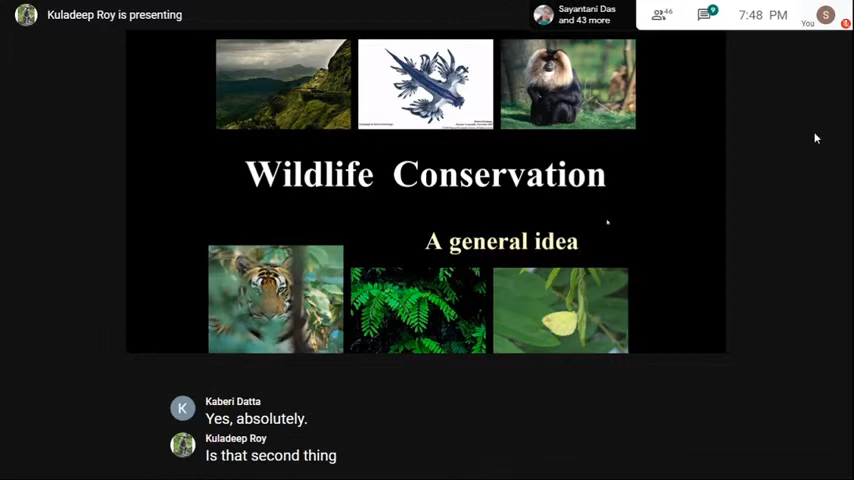 Kuladeep Roy is presenting
Sayantani Das
and 43 more
46
9
7:48 PM
You
S
Wildlife Conservation
A general idea
K
Kaberi Datta
Yes, absolutely.
Kuladeep Roy
Is that second thing